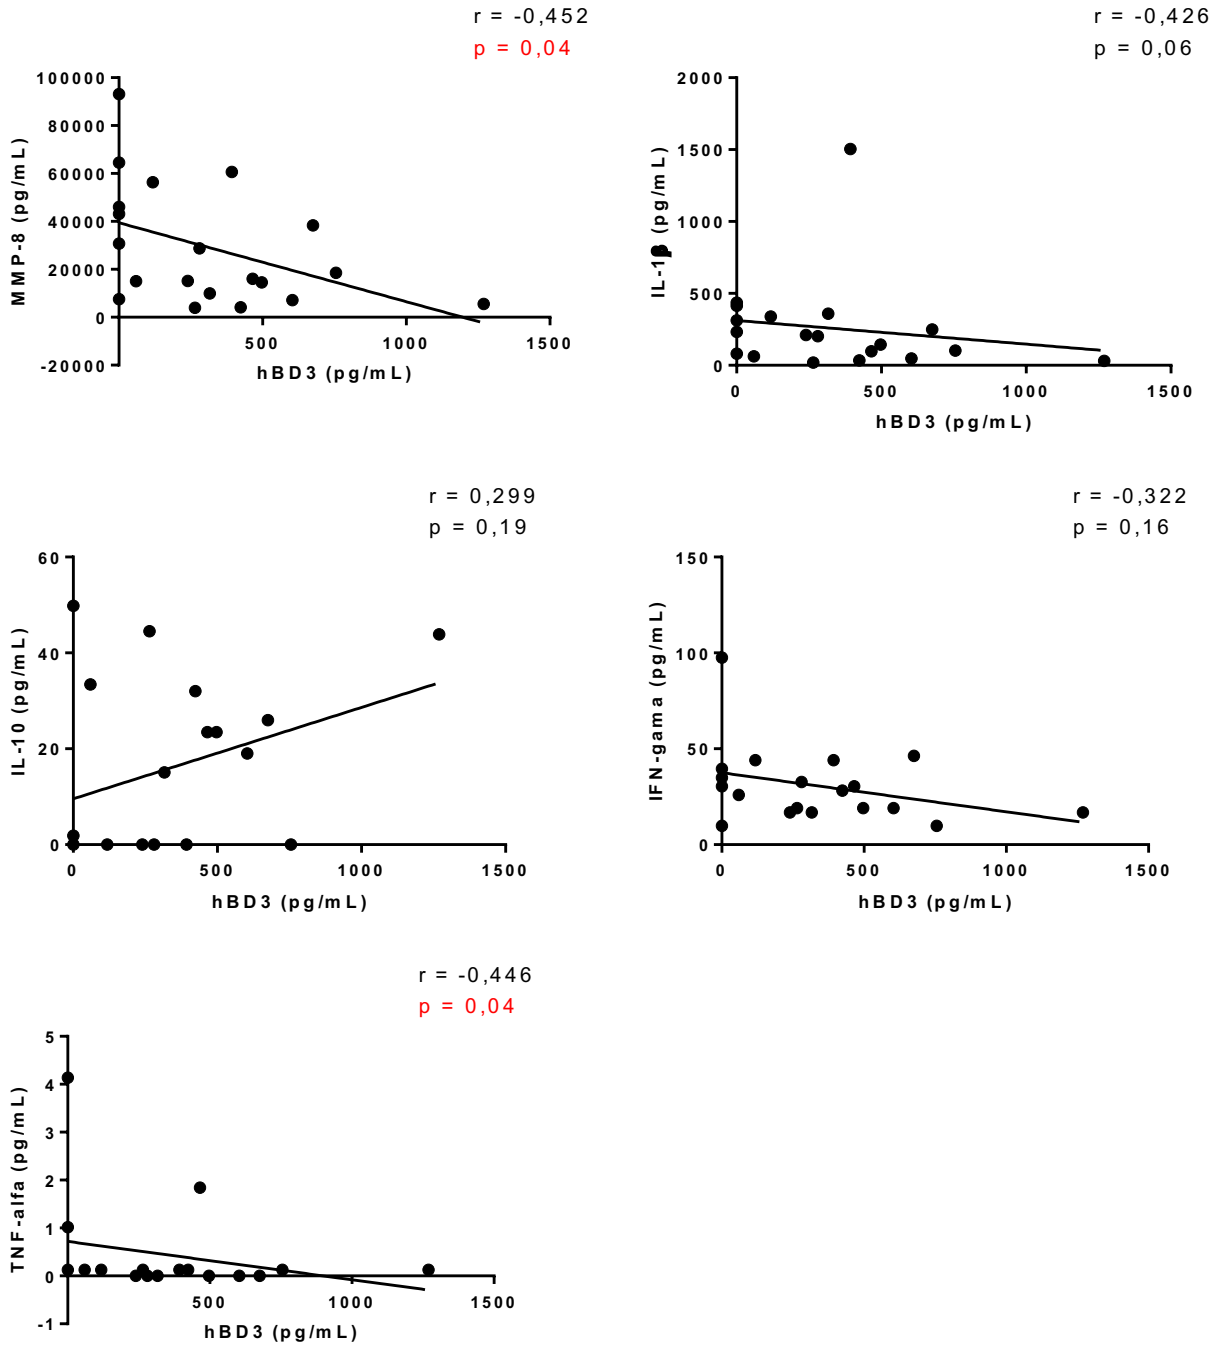 r = -0,452
p = 0,04
100000
80000
60000
40000
20000
0
-20000
MMP-8 (pg/mL)
500
1000
1500
hBD3 (pg/mL)
r = -0,426
p = 0,06
2000
1500
1000
500
0
IL-1β (pg/mL)
0
500
1000
1500
hBD3 (pg/mL)
r = 0,299
p = 0,19
60
40
20
0
IL-10 (pg/mL)
0
500
1000
1500
hBD3 (pg/mL)
r = -0,322
p = 0,16
150
100
50
0
IFN-gama (pg/mL)
0
500
1000
1500
hBD3 (pg/mL)
r = -0,446
p = 0,04
5
4
3
2
1
0
-1
TNF-alfa (pg/mL)
500
1000
1500
hBD3 (pg/mL)